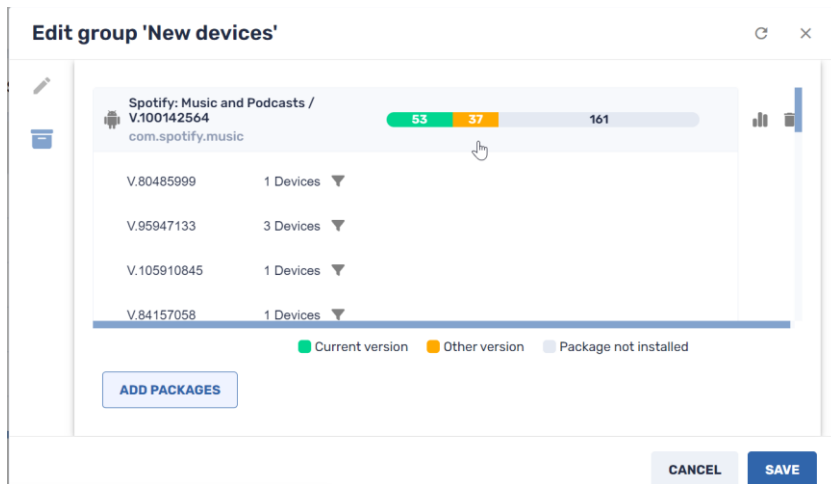 Edit group 'New devices'
Spotify: Music and Podcasts /
V.100142564
com.spotify.music
53 37 161
V.80485999 1 Devices
V.95947133 3 Devices
V.105910845 1 Devices
V.84157058 1 Devices
Current version Other version Package not installed
ADD PACKAGES
CANCEL SAVE